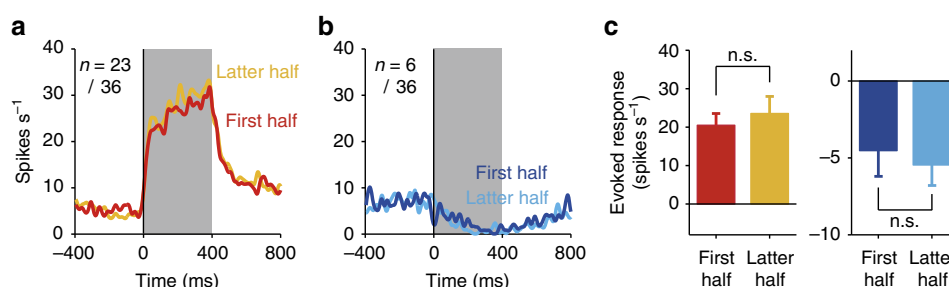 a
b
c
40
30
20
10
0
Spikes s⁻¹
n = 23
/ 36
Latter half
First half
−400
0
400
800
Time (ms)
40
30
20
10
0
n = 6
/ 36
First half
Latter half
−400
0
400
800
Time (ms)
Evoked response
(spikes s⁻¹)
40
30
20
10
0
n.s.
First
half
Latter
half
0
−5
−10
n.s.
First
half
Latter
half